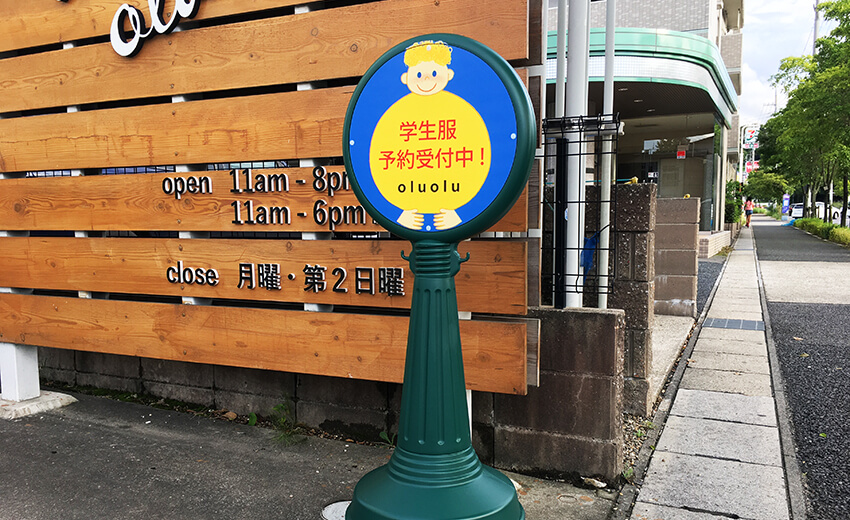 学生服
予約受付中!
oluolu
open 11am - 8pm
11am - 6pm
close 月曜・第2日曜